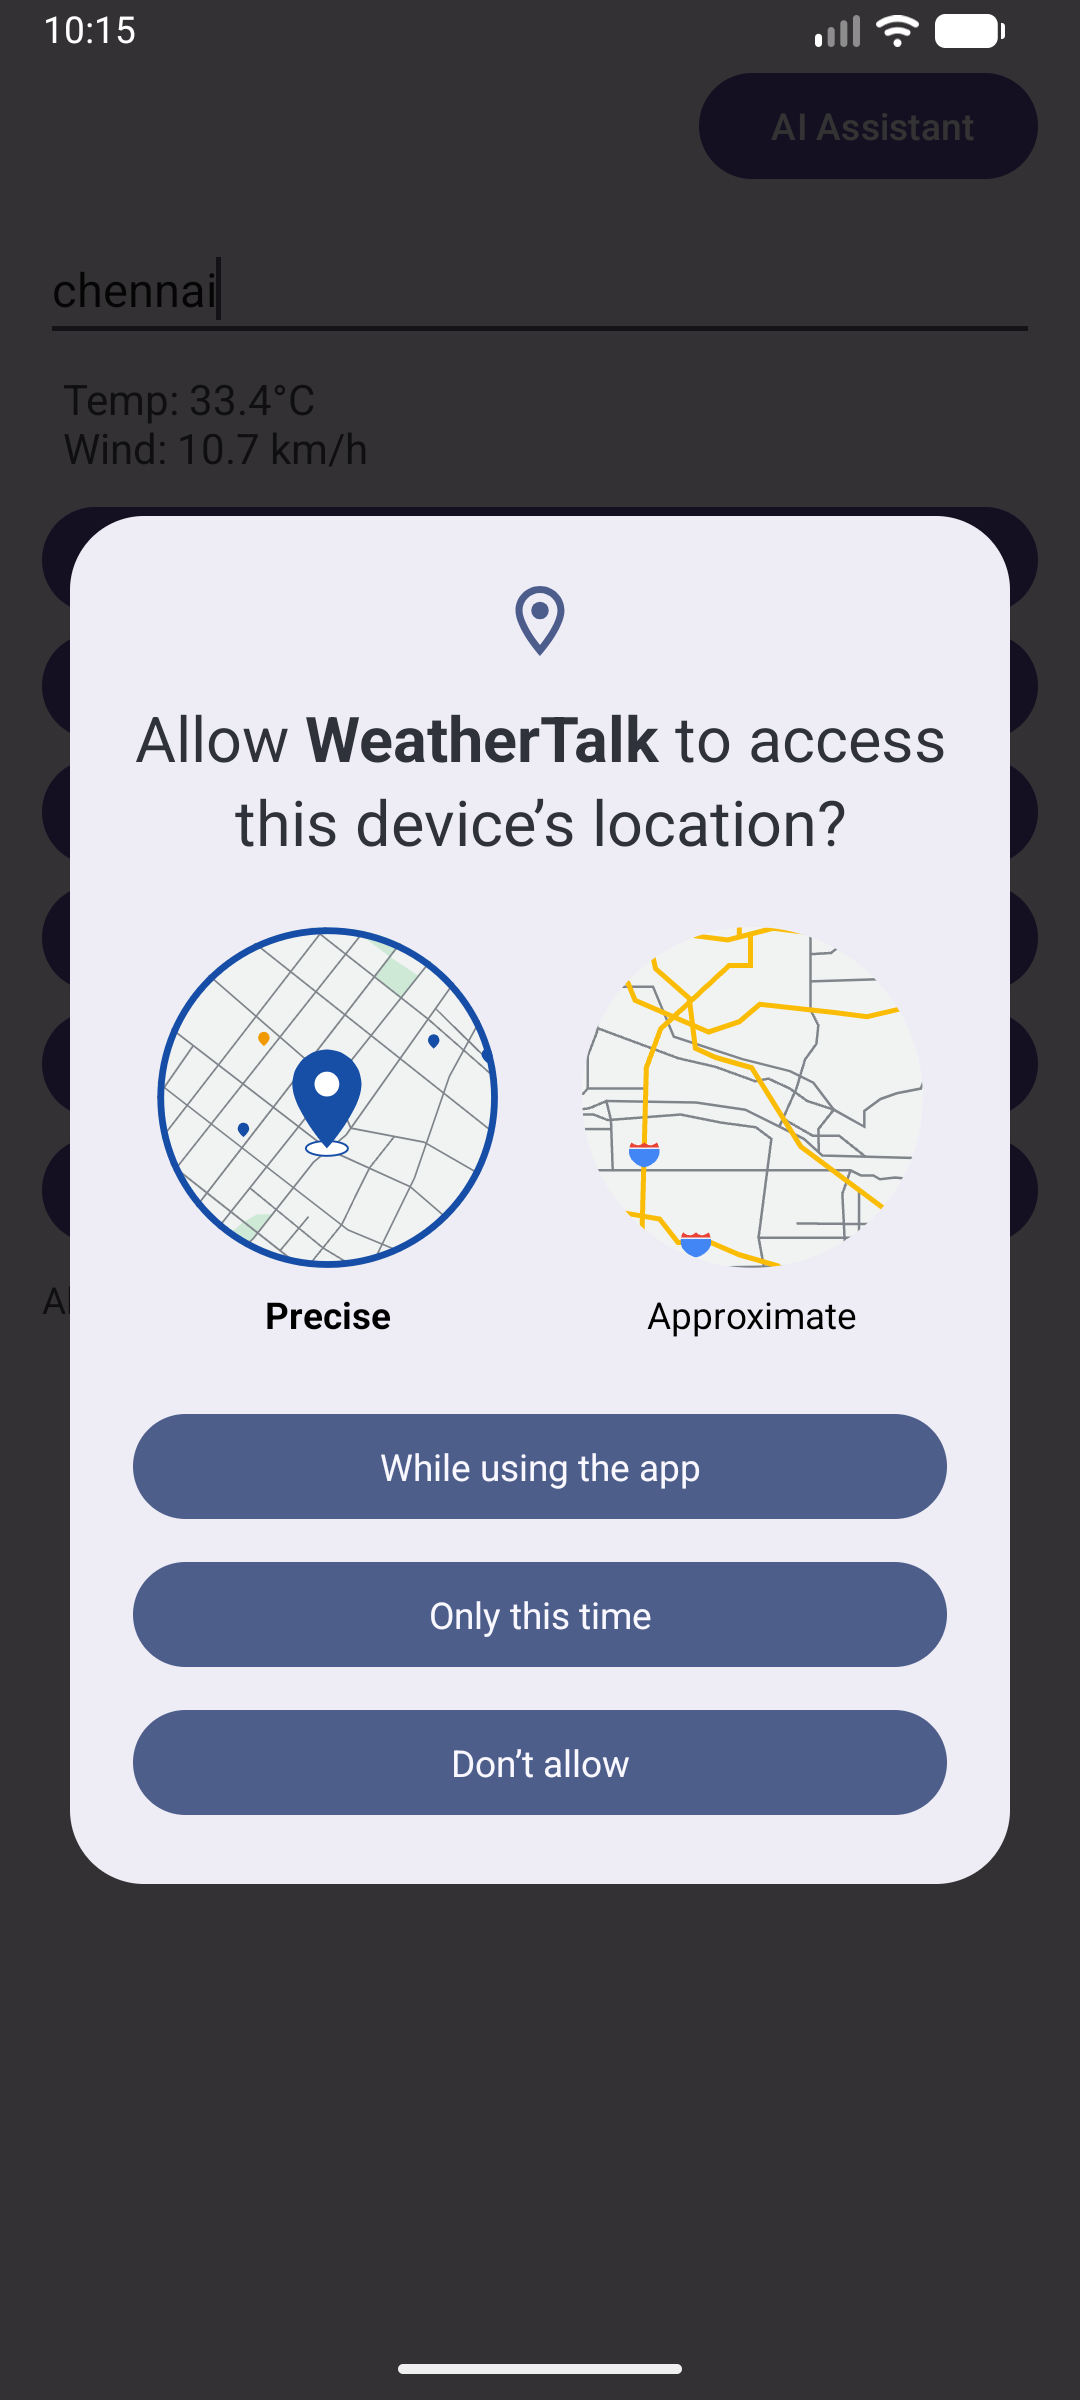 10:15
AI Assistant
chennai
Temp: 33.4°C
Wind: 10.7 km/h
Allow WeatherTalk to access
this device’s location?
Precise
Approximate
While using the app
Only this time
Don’t allow